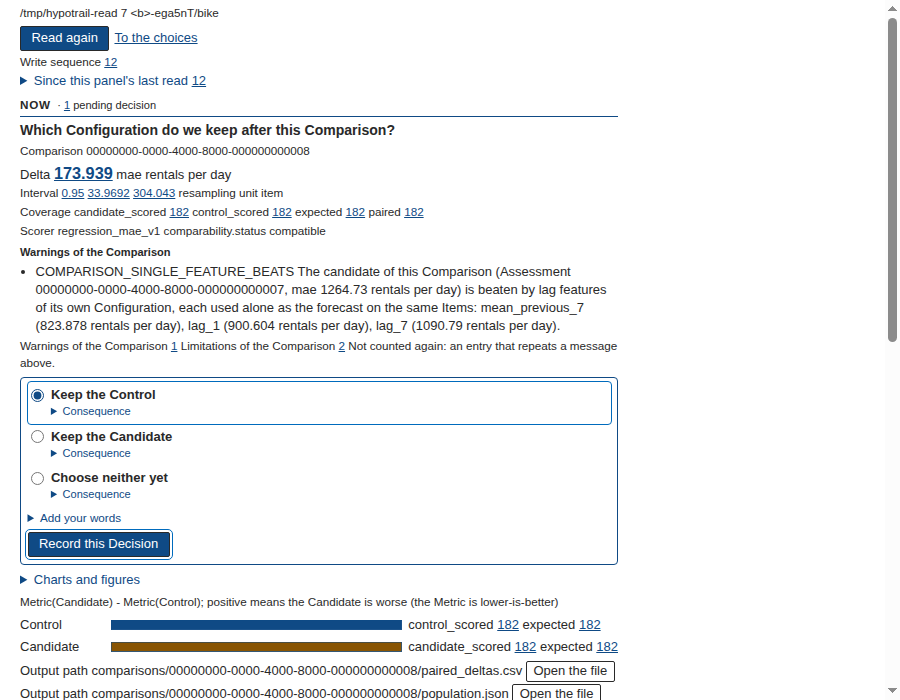 /tmp/hypotrail-read 7 <b>-ega5nT/bike
Read again To the choices
Write sequence 12
Since this panel's last read 12
NOW · 1 pending decision
Which Configuration do we keep after this Comparison?
Comparison 00000000-0000-4000-8000-000000000008
Delta 173.939 mae rentals per day
Interval 0.95 33.9692 304.043 resampling unit item
Coverage candidate_scored 182 control_scored 182 expected 182 paired 182
Scorer regression_mae_v1 comparability.status compatible
Warnings of the Comparison
• COMPARISON_SINGLE_FEATURE_BEATS The candidate of this Comparison (Assessment
00000000-0000-4000-8000-000000000007, mae 1264.73 rentals per day) is beaten by lag features
of its own Configuration, each used alone as the forecast on the same Items: mean_previous_7
(823.878 rentals per day), lag_1 (900.604 rentals per day), lag_7 (1090.79 rentals per day).
Warnings of the Comparison 1 Limitations of the Comparison 2 Not counted again: an entry that repeats a message
above.
Keep the Control
Consequence
Keep the Candidate
Consequence
Choose neither yet
Consequence
Add your words
Record this Decision
Charts and figures
Metric(Candidate) - Metric(Control); positive means the Candidate is worse (the Metric is lower-is-better)
Control control_scored 182 expected 182
Candidate candidate_scored 182 expected 182
Output path comparisons/00000000-0000-4000-8000-000000000008/paired_deltas.csv Open the file
Output path comparisons/00000000-0000-4000-8000-000000000008/population.json Open the file